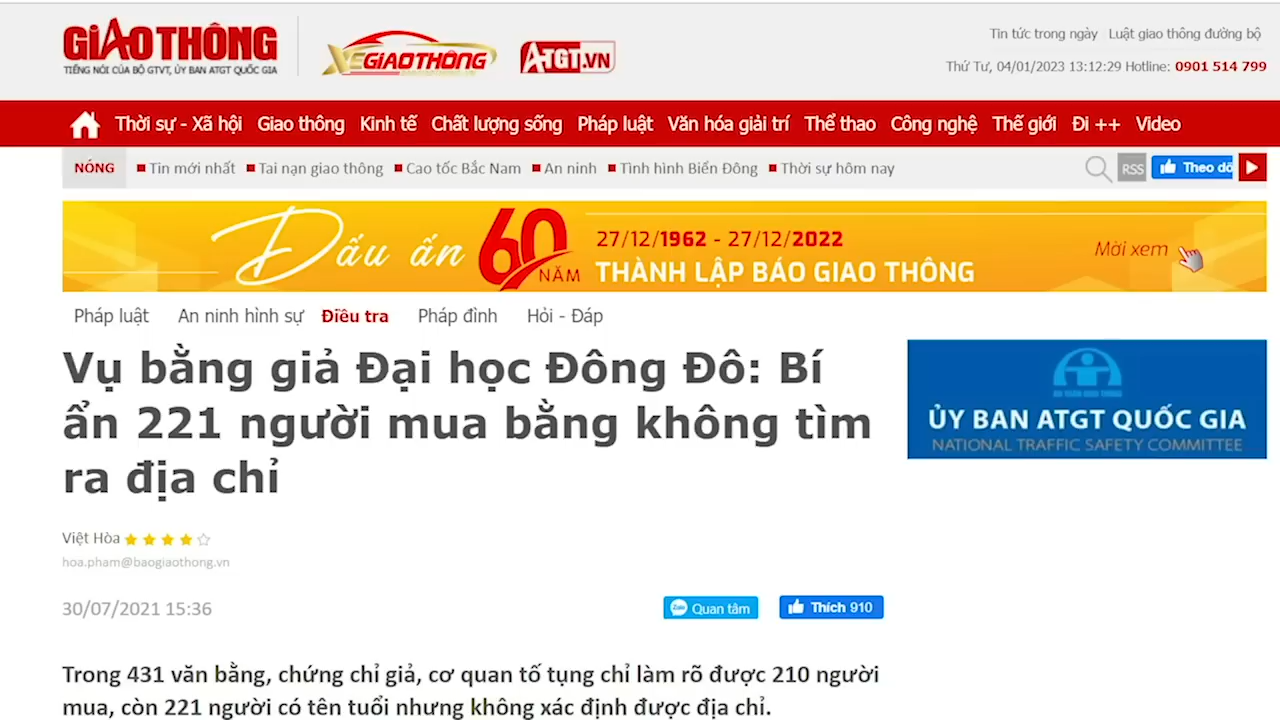 GIAO THÔNG
TIẾNG NÓI CỦA BỘ GTVT, ỦY BAN ATGT QUỐC GIA
XEGIAOTHÔNG
ATGT.VN
Tin tức trong ngày Luật giao thông đường bộ
Thứ Tư, 04/01/2023 13:12:29 Hotline: 0901 514 799
Thời sự - Xã hội Giao thông Kinh tế Chất lượng sống Pháp luật Văn hóa giải trí Thể thao Công nghệ Thế giới Đi ++ Video
NÓNG Tin mới nhất Tai nạn giao thông Cao tốc Bắc Nam An ninh Tình hình Biển Đông Thời sự hôm nay RSS Theo dõ
Dấu ấn 60 NĂM
27/12/1962 - 27/12/2022
THÀNH LẬP BÁO GIAO THÔNG
Mời xem
Pháp luật An ninh hình sự Điều tra Pháp đình Hỏi - Đáp
Vụ bằng giả Đại học Đông Đô: Bí
ẩn 221 người mua bằng không tìm
ra địa chỉ
ỦY BAN ATGT QUỐC GIA
NATIONAL TRAFFIC SAFETY COMMITTEE
Việt Hòa
hoa.pham@baogiaothong.vn
30/07/2021 15:36
Zalo Quan tâm Thích 910
Trong 431 văn bằng, chứng chỉ giả, cơ quan tố tụng chỉ làm rõ được 210 người
mua, còn 221 người có tên tuổi nhưng không xác định được địa chỉ.